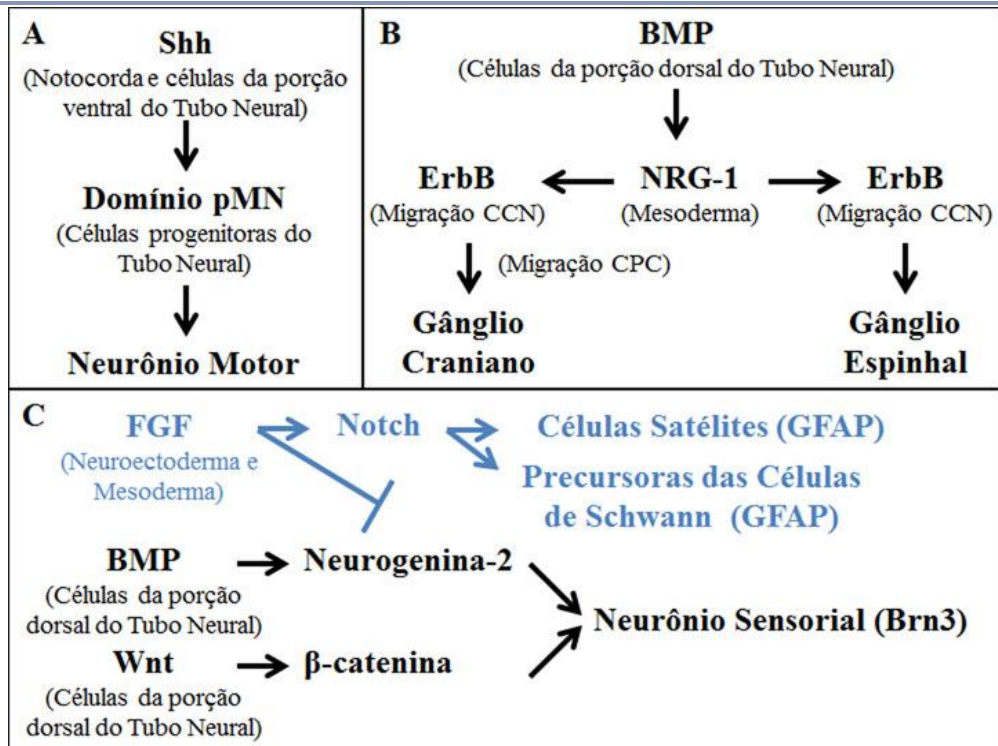 A
Shh
(Notocorda e células da porção
ventral do Tubo Neural)
Domínio pMN
(Células progenitoras do
Tubo Neural)
Neurônio Motor
B
BMP
(Células da porção dorsal do Tubo Neural)
ErbB
NRG-1
ErbB
(Migração CCN)
(Mesoderma)
(Migração CCN)
(Migração CPC)
Gânglio
Craniano
Gânglio
Espinhal
C
FGF
(Neuroectoderma e
Mesoderma)
Notch
Células Satélites (GFAP)
Precursoras das Células
de Schwann (GFAP)
BMP
(Células da porção
dorsal do Tubo Neural)
Neurogenina-2
Neurônio Sensorial (Brn3)
Wnt
(Células da porção
dorsal do Tubo Neural)
β-catenina